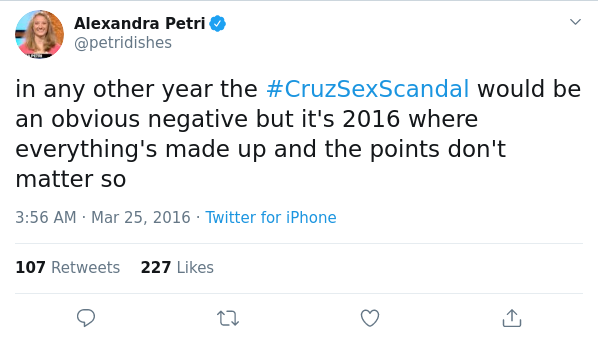 Alexandra Petri
@petridishes
in any other year the #CruzSexScandal would be
an obvious negative but it's 2016 where
everything's made up and the points don't
matter so
3:56 AM · Mar 25, 2016 · Twitter for iPhone
107 Retweets 227 Likes